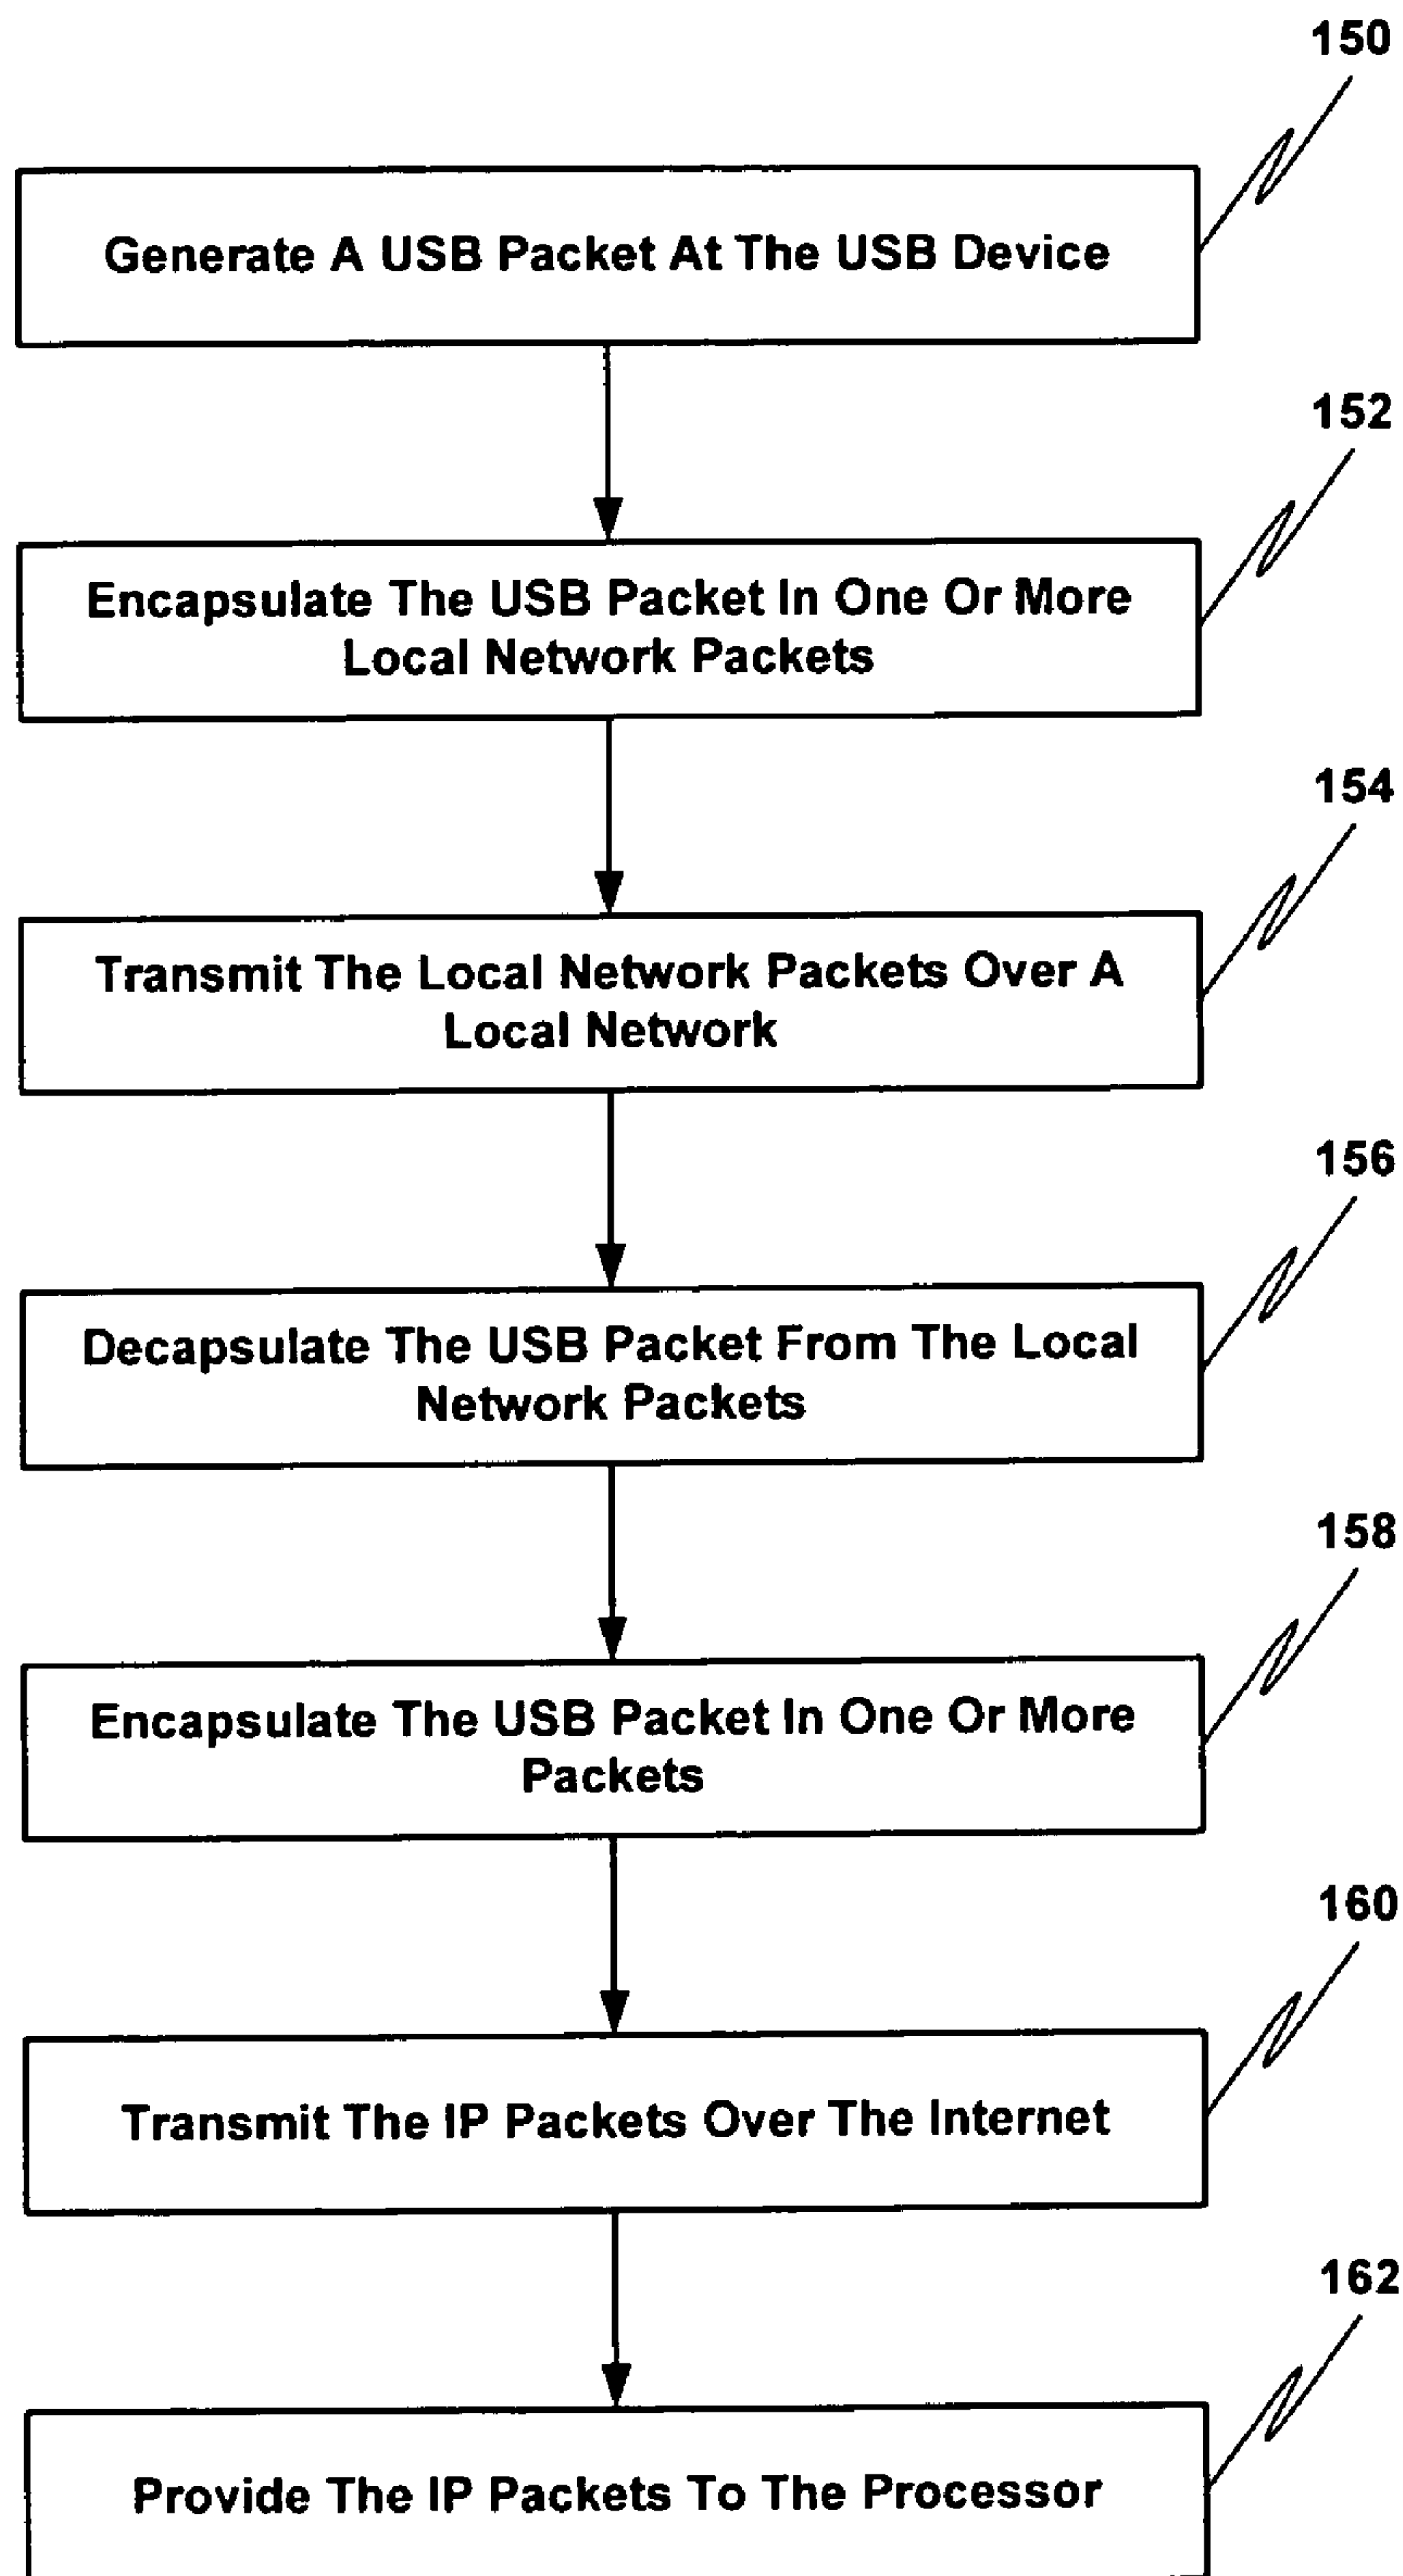 150
Generate A USB Packet At The USB Device
152
Encapsulate The USB Packet In One Or More
Local Network Packets
154
Transmit The Local Network Packets Over A
Local Network
156
Decapsulate The USB Packet From The Local
Network Packets
158
Encapsulate The USB Packet In One Or More
Packets
160
Transmit The IP Packets Over The Internet
162
Provide The IP Packets To The Processor